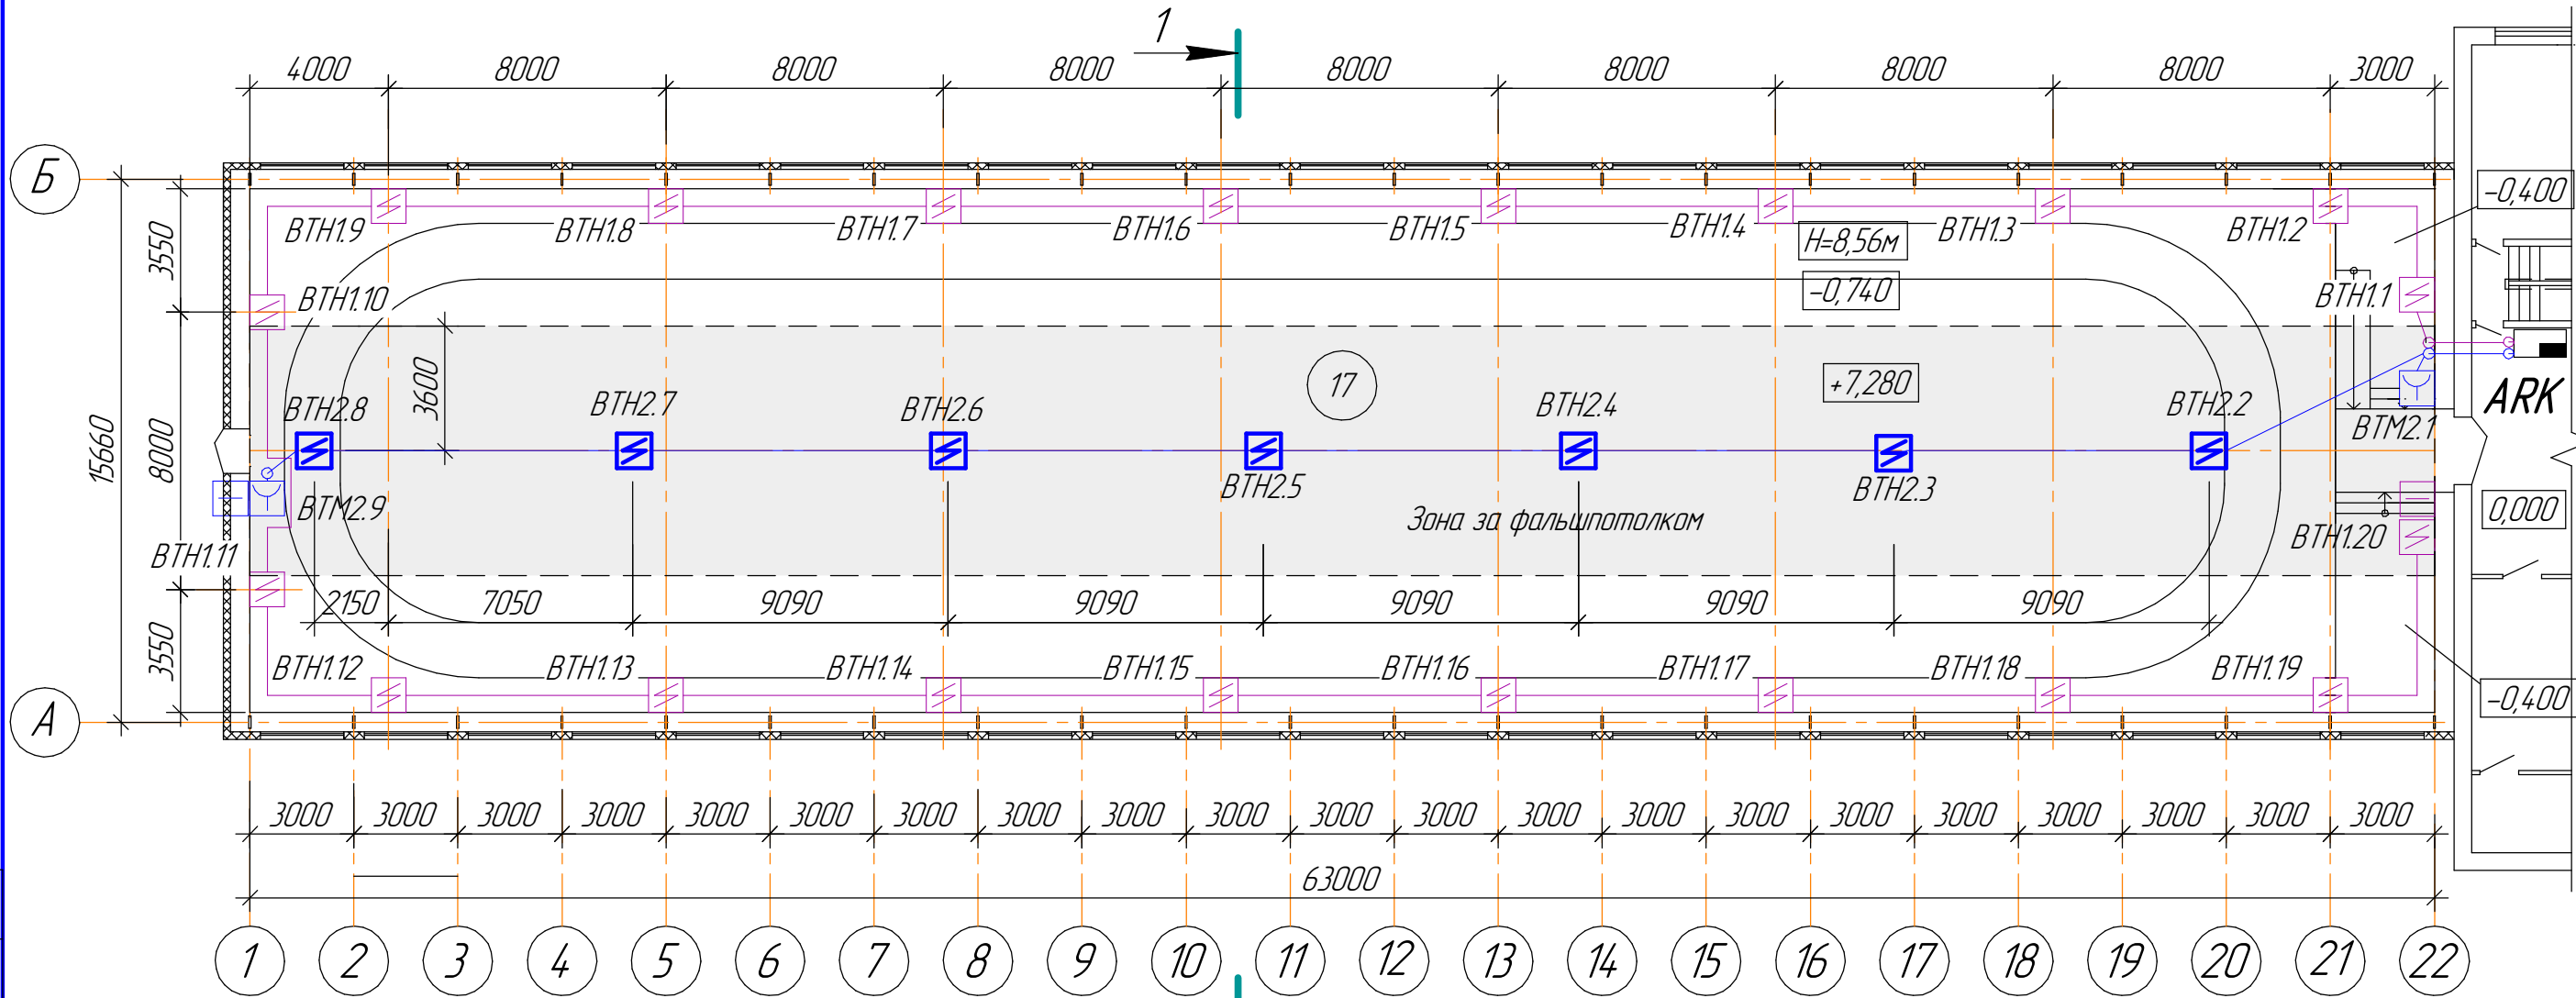 1
4000 8000 8000 8000 8000 8000 8000 8000 3000
Б
-0,400
ВТН1.9 ВТН1.8 ВТН1.7 ВТН1.6 ВТН1.5 ВТН1.4 Н=8,56м ВТН1.3 ВТН1.2
3550
-0,740
ВТН1.10 ВТН1.1
3600
17
+7,280
ARK
ВТН2.8 ВТН2.7 ВТН2.6 ВТН2.4 ВТН2.2
ВТМ2.1
15660
8000
ВТН2.5 ВТН2.3
ВТМ2.9
Зона за фальшпотолком
0,000
ВТН1.20
ВТН1.11
2150 7050 9090 9090 9090 9090 9090
3550
ВТН1.12 ВТН1.13 ВТН1.14 ВТН1.15 ВТН1.16 ВТН1.17 ВТН1.18 ВТН1.19
-0,400
А
3000 3000 3000 3000 3000 3000 3000 3000 3000 3000 3000 3000 3000 3000 3000 3000 3000 3000 3000 3000 3000
63000
1 2 3 4 5 6 7 8 9 10 11 12 13 14 15 16 17 18 19 20 21 22